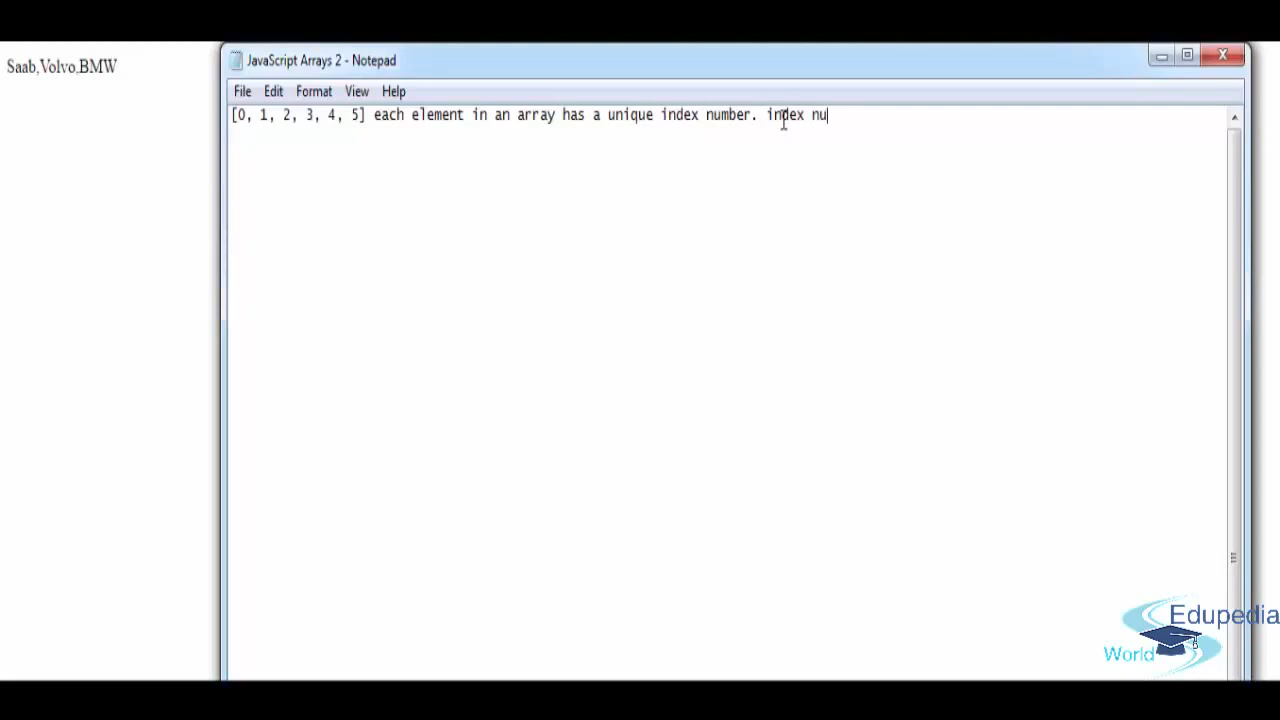 Saab,Volvo,BMW
JavaScript Arrays 2 - Notepad
File Edit Format View Help
[0, 1, 2, 3, 4, 5] each element in an array has a unique index number. index nu
Edupedia
World